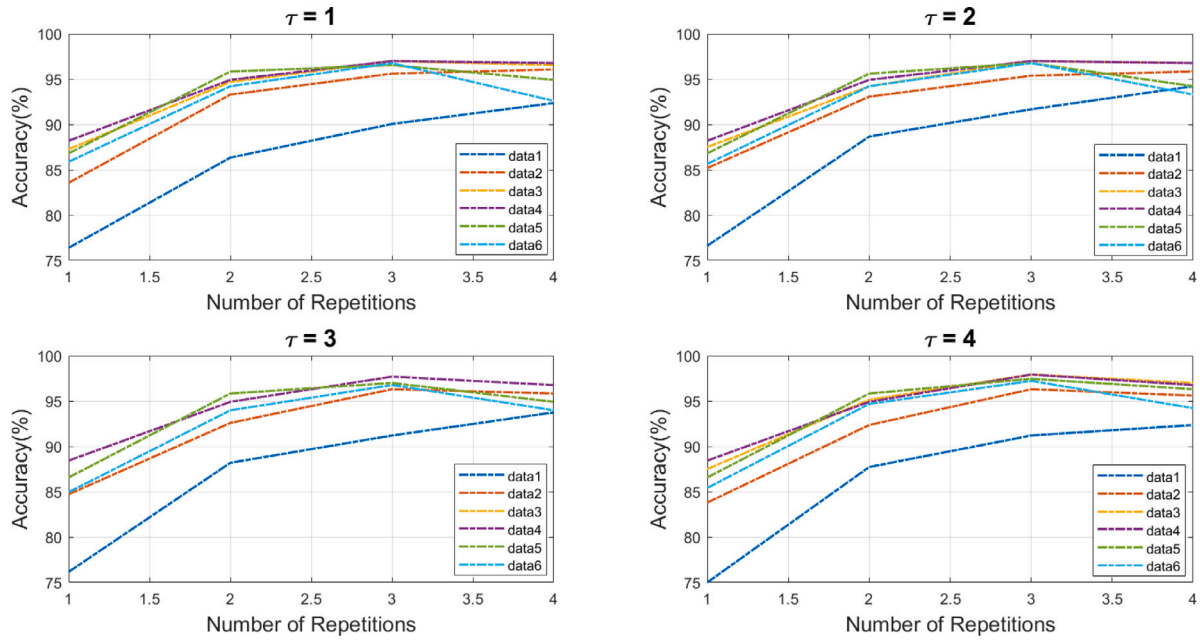 τ = 1
100
95
90
85
80
75
Accuracy(%)
1
1.5
2
2.5
3
3.5
4
Number of Repetitions
data1
data2
data3
data4
data5
data6
τ = 2
100
95
90
85
80
75
Accuracy(%)
1
1.5
2
2.5
3
3.5
4
Number of Repetitions
data1
data2
data3
data4
data5
data6
τ = 3
100
95
90
85
80
75
Accuracy(%)
1
1.5
2
2.5
3
3.5
4
Number of Repetitions
data1
data2
data3
data4
data5
data6
τ = 4
100
95
90
85
80
75
Accuracy(%)
1
1.5
2
2.5
3
3.5
4
Number of Repetitions
data1
data2
data3
data4
data5
data6